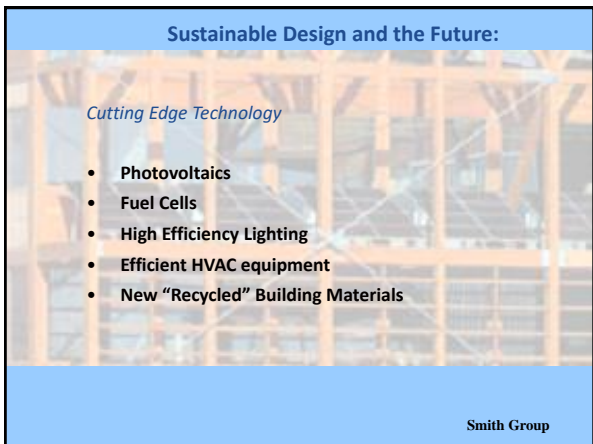 Sustainable Design and the Future:
Cutting Edge Technology
• Photovoltaics
• Fuel Cells
• High Efficiency Lighting
• Efficient HVAC equipment
• New “Recycled” Building Materials
Smith Group